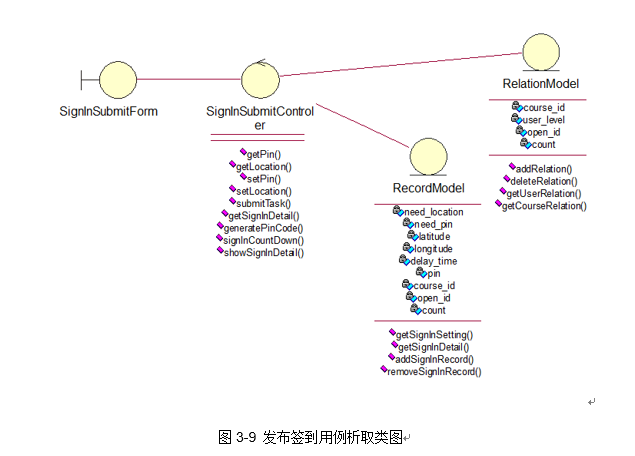 SignInSubmitForm
SignInSubmitControl
er
getPin()
getLocation()
setPin()
setLocation()
submitTask()
getSignInDetail()
generatePinCode()
signInCountDown()
showSignInDetail()
RecordModel
need_location
need_pin
latitude
longitude
delay_time
pin
course_id
open_id
count
getSignInSetting()
getSignInDetail()
addSignInRecord()
removeSignInRecord()
RelationModel
course_id
user_level
open_id
count
addRelation()
deleteRelation()
getUserRelation()
getCourseRelation()
图 3-9 发布签到用例析取类图